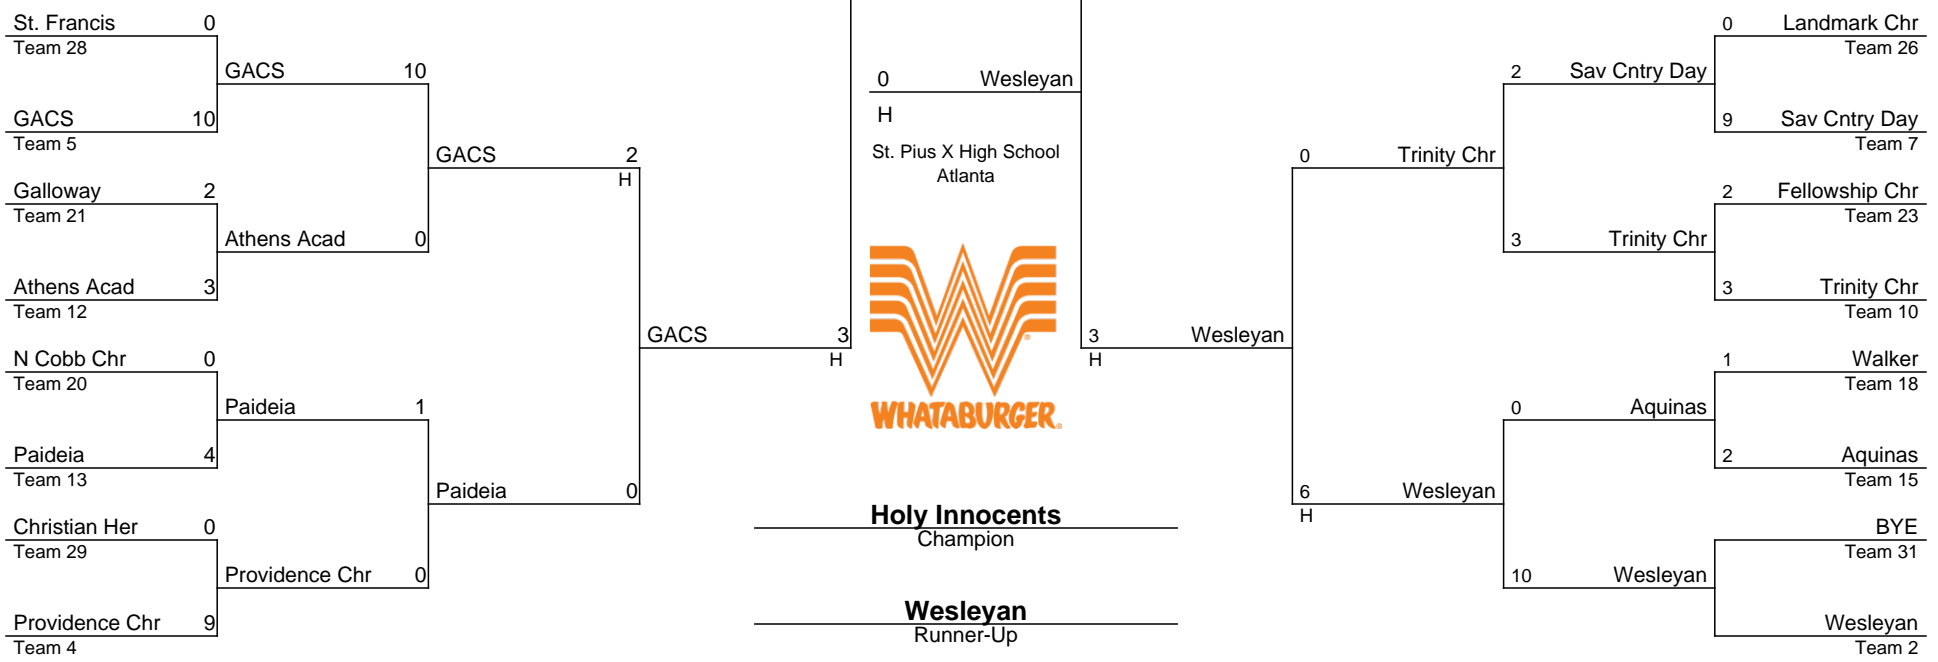 St. Francis 0
Team 28
GACS 10
GACS 10
Team 5
GACS 2
H
Galloway 2
Team 21
Athens Acad 0
Athens Acad 3
Team 12
GACS 3
H
N Cobb Chr 0
Team 20
Paideia 1
Paideia 4
Team 13
Paideia 0
Christian Her 0
Team 29
Providence Chr 0
Providence Chr 9
Team 4
0 Wesleyan
H
St. Pius X High School
Atlanta
WHATABURGER®
Holy Innocents
Champion
Wesleyan
Runner-Up
0 Landmark Chr
Team 26
2 Sav Cntry Day
9 Sav Cntry Day
Team 7
0 Trinity Chr
2 Fellowship Chr
Team 23
3 Trinity Chr
3 Trinity Chr
Team 10
3 Wesleyan
H
1 Walker
Team 18
0 Aquinas
2 Aquinas
Team 15
6 Wesleyan
H
BYE
Team 31
10 Wesleyan
Wesleyan
Team 2